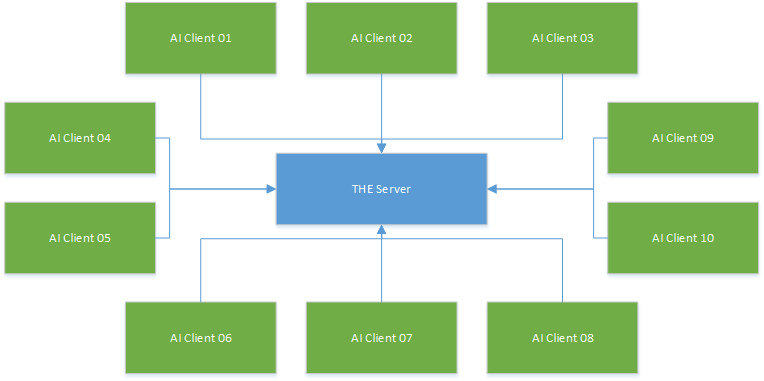 AI Client 01
AI Client 02
AI Client 03
AI Client 04
AI Client 09
THE Server
AI Client 05
AI Client 10
AI Client 06
AI Client 07
AI Client 08